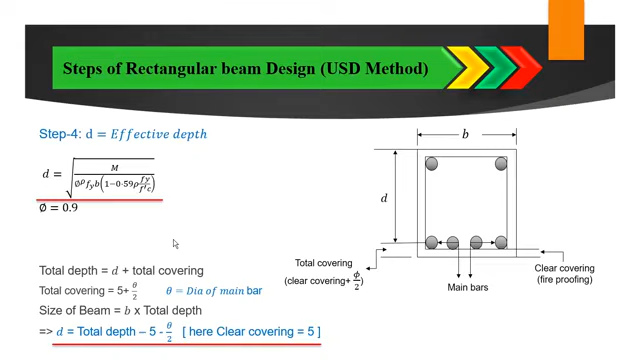 Steps of Rectangular beam Design (USD Method)
Step-4: d = Effective depth
d = √(M / (∅ρ f_y b (1−0·59ρ fy/f'c)))
∅ = 0.9
Total depth = d + total covering
Total covering = 5+ θ/2 θ = Dia of main bar
Size of Beam = b x Total depth
=> d = Total depth – 5 - θ/2 [ here Clear covering = 5 ]
b
d
Total covering
(clear covering+ ϕ/2)
Main bars
Clear covering
(fire proofing)